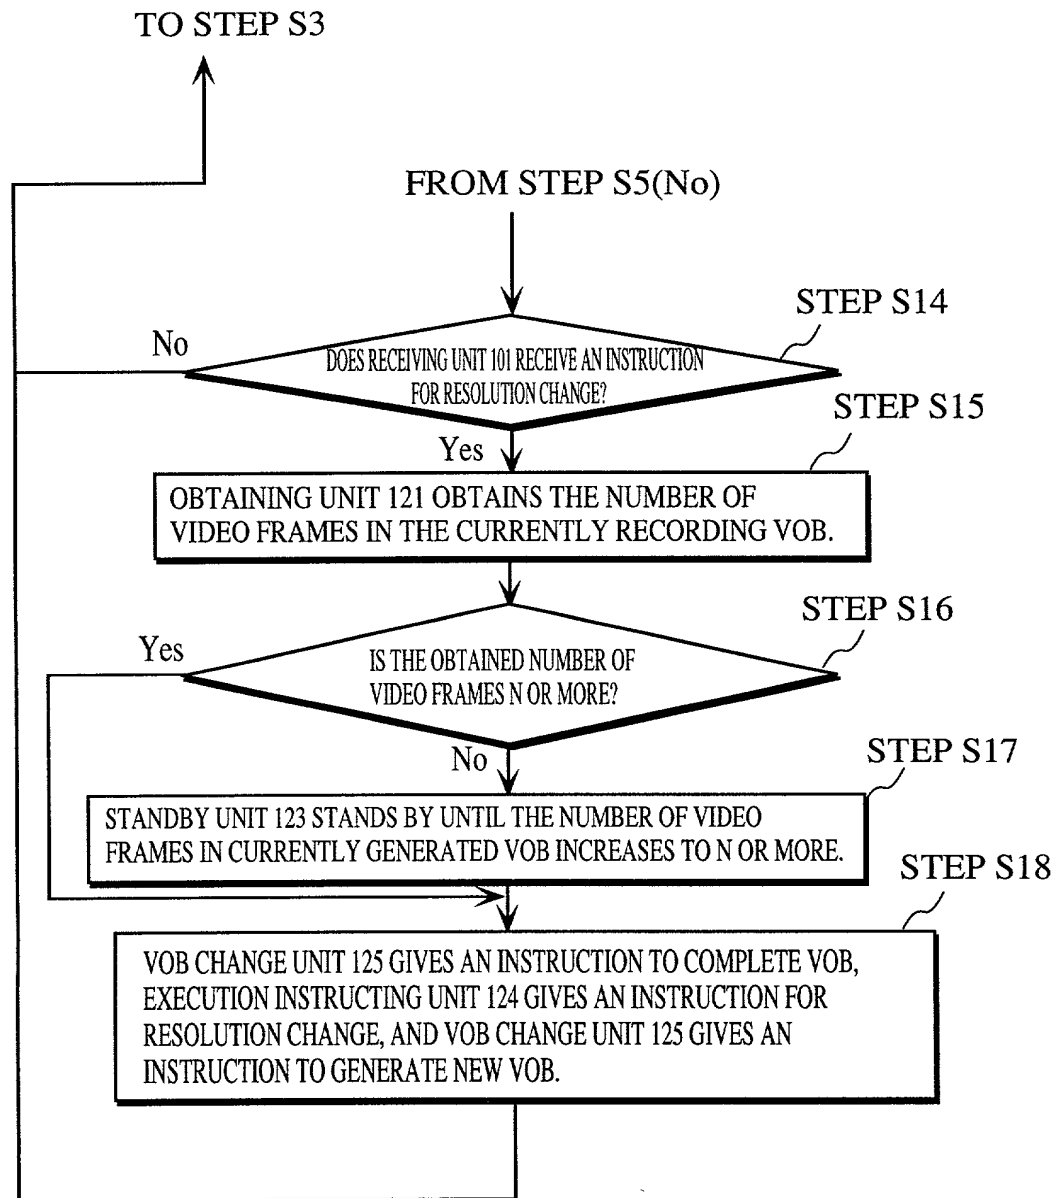 TO STEP S3
FROM STEP S5(No)
STEP S14
No
DOES RECEIVING UNIT 101 RECEIVE AN INSTRUCTION
FOR RESOLUTION CHANGE?
STEP S15
Yes
OBTAINING UNIT 121 OBTAINS THE NUMBER OF
VIDEO FRAMES IN THE CURRENTLY RECORDING VOB.
STEP S16
Yes
IS THE OBTAINED NUMBER OF
VIDEO FRAMES N OR MORE?
No
STEP S17
STANDBY UNIT 123 STANDS BY UNTIL THE NUMBER OF VIDEO
FRAMES IN CURRENTLY GENERATED VOB INCREASES TO N OR MORE.
STEP S18
VOB CHANGE UNIT 125 GIVES AN INSTRUCTION TO COMPLETE VOB,
EXECUTION INSTRUCTING UNIT 124 GIVES AN INSTRUCTION FOR
RESOLUTION CHANGE, AND VOB CHANGE UNIT 125 GIVES AN
INSTRUCTION TO GENERATE NEW VOB.